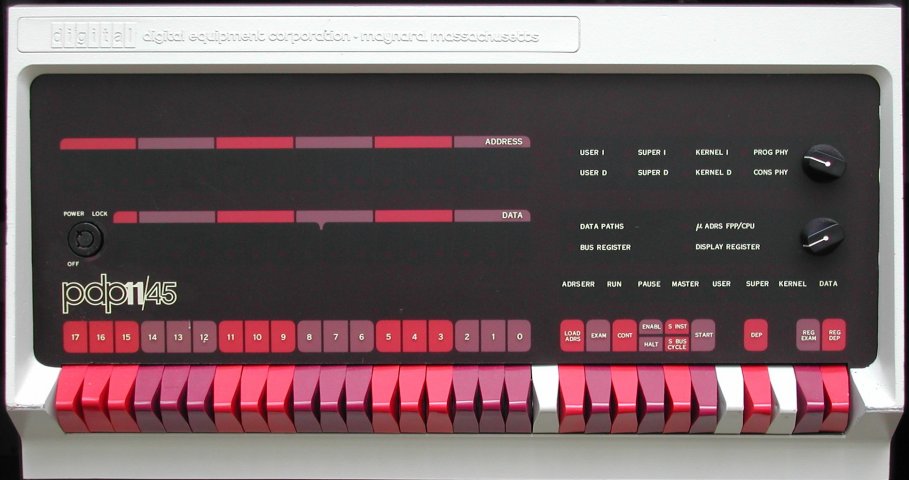 digital digital equipment corporation · maynard, massachusetts
ADDRESS
USER I SUPER I KERNEL I PROG PHY
USER D SUPER D KERNEL D CONS PHY
POWER LOCK
OFF
DATA
DATA PATHS µ ADRS FPP/CPU
BUS REGISTER DISPLAY REGISTER
pdp11/45
ADRSERR RUN PAUSE MASTER USER SUPER KERNEL DATA
17 16 15 14 13 12 11 10 9 8 7 6 5 4 3 2 1 0
LOAD ADRS
EXAM
CONT
ENABL
HALT
S INST
S BUS CYCLE
START
DEP
REG EXAM
REG DEP